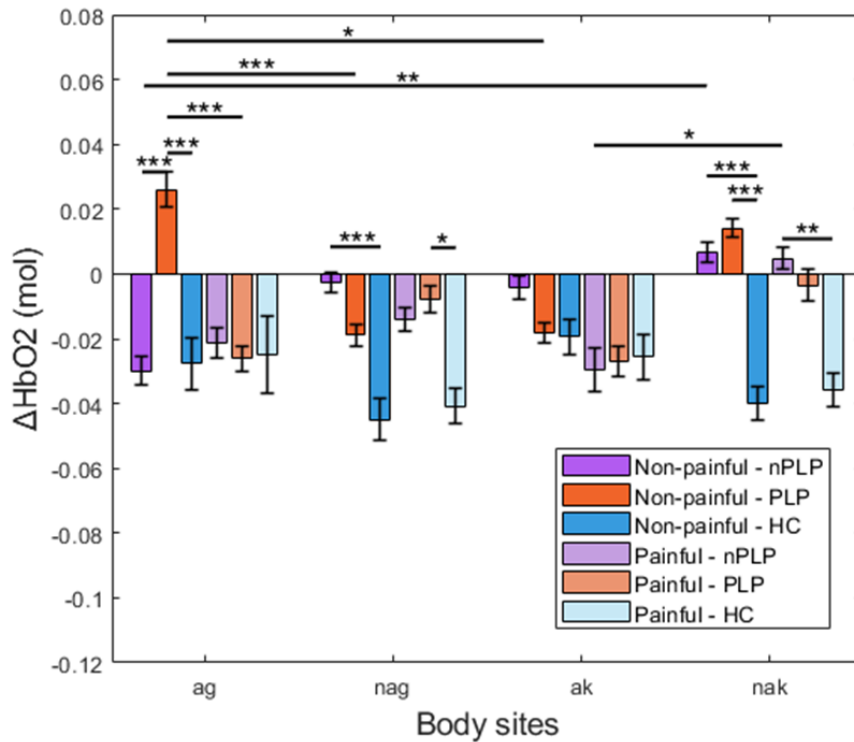 0.08
*
0.06
***
**
***
0.04
*
***
***
***
***
0.02
***
*
**
0
-0.02
ΔHbO2 (mol)
-0.04
Non-painful - nPLP
-0.06
Non-painful - PLP
Non-painful - HC
-0.08
Painful - nPLP
Painful - PLP
-0.1
Painful - HC
-0.12
ag nag ak nak
Body sites